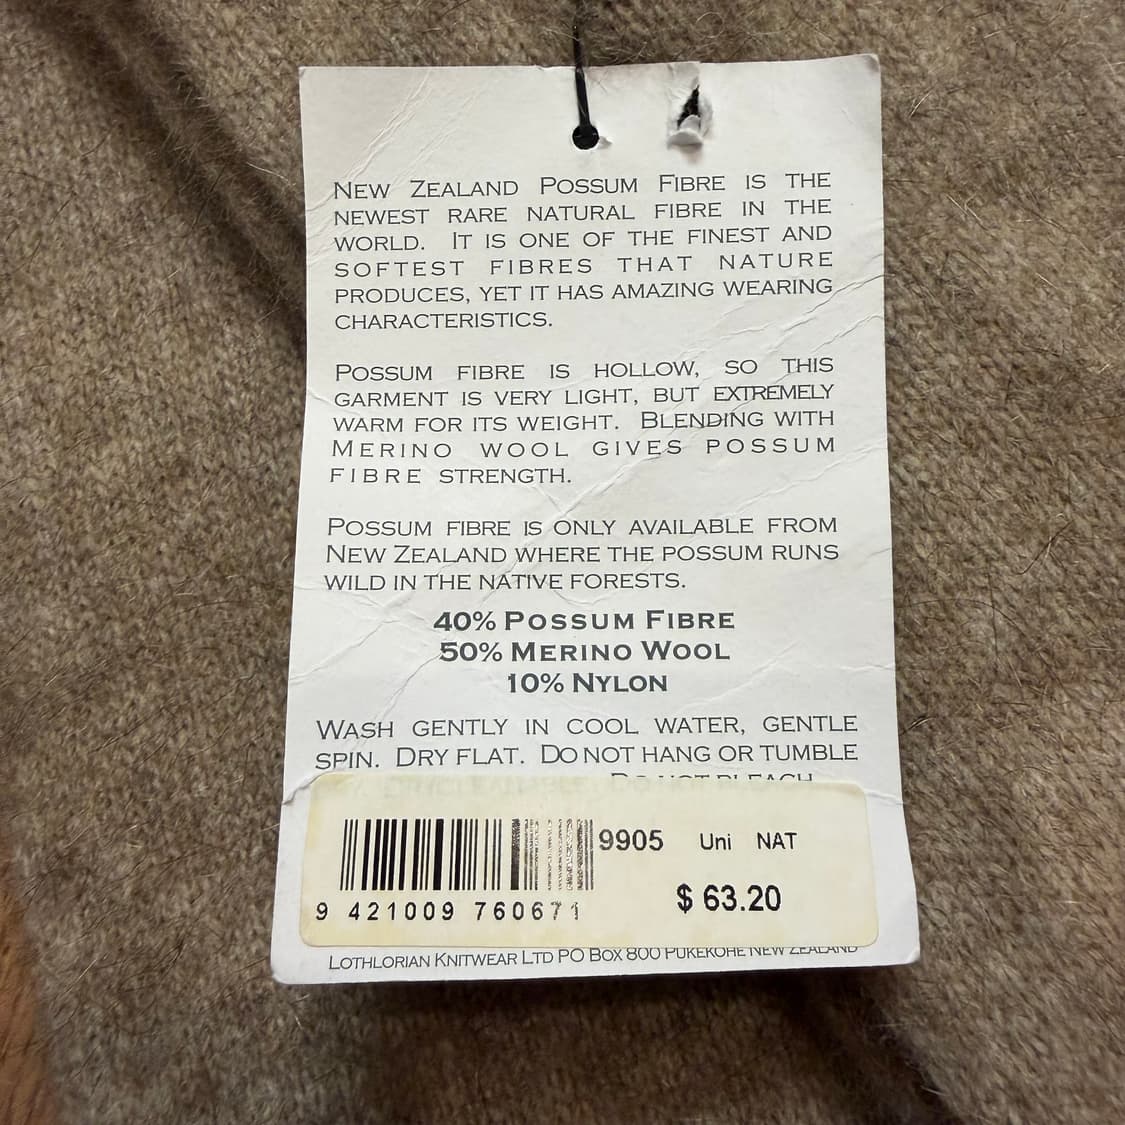 New Zealand Possum Fibre is the
newest rare natural fibre in the
world. It is one of the finest and
softest fibres that nature
produces, yet it has amazing wearing
characteristics.
Possum fibre is hollow, so this
garment is very light, but extremely
warm for its weight. Blending with
Merino wool gives possum
fibre strength.
Possum fibre is only available from
New Zealand where the possum runs
wild in the native forests.
40% Possum Fibre
50% Merino Wool
10% Nylon
Wash gently in cool water, gentle
spin. Dry flat. Do not hang or tumble
dry. Drycleanable. Do not bleach
9905 Uni NAT
$ 63.20
9 421009 760671
Lothlorian Knitwear Ltd PO Box 800 Pukekohe New Zealand